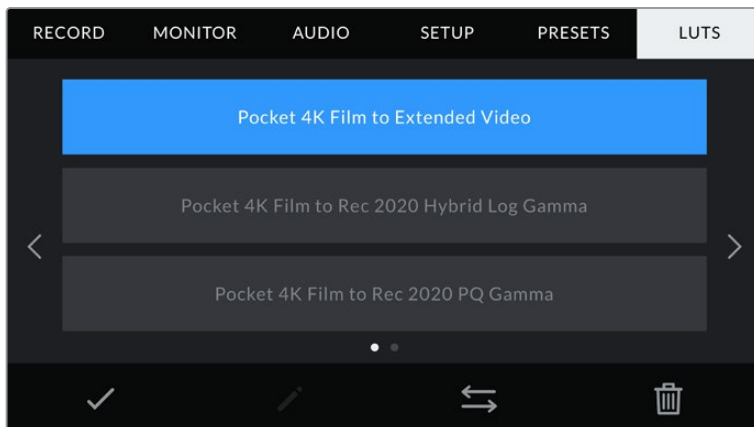 RECORD MONITOR AUDIO SETUP PRESETS LUTS
Pocket 4K Film to Extended Video
Pocket 4K Film to Rec 2020 Hybrid Log Gamma
Pocket 4K Film to Rec 2020 PQ Gamma